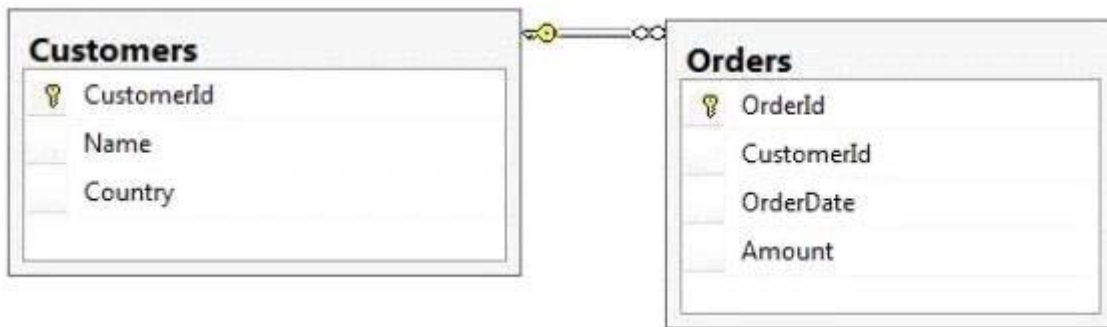 Customers
CustomerId
Name
Country
Orders
OrderId
CustomerId
OrderDate
Amount